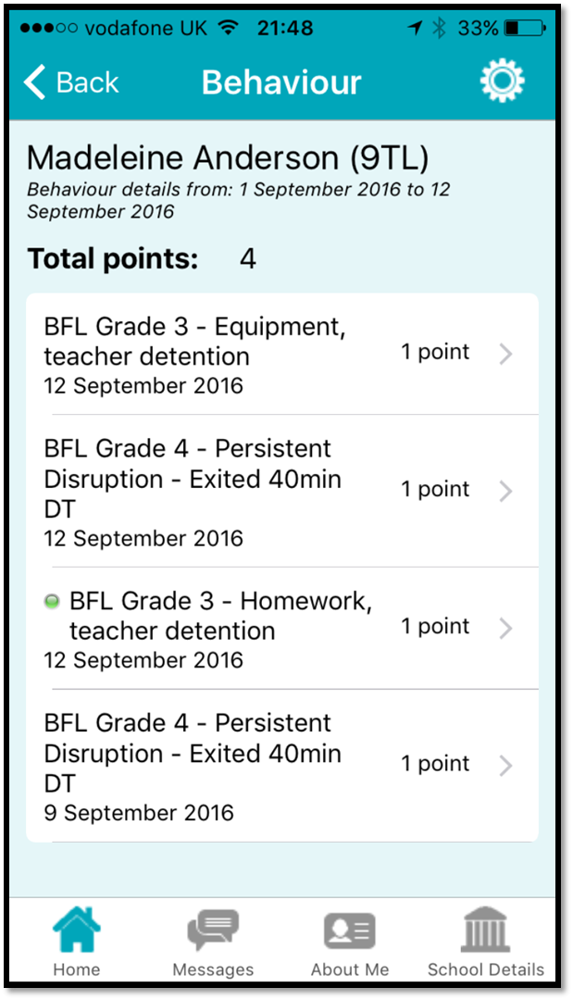 vodafone UK 21:48 33%
Back Behaviour
Madeleine Anderson (9TL)
Behaviour details from: 1 September 2016 to 12
September 2016
Total points: 4
BFL Grade 3 - Equipment,
teacher detention
1 point
12 September 2016
BFL Grade 4 - Persistent
Disruption - Exited 40min
DT
1 point
12 September 2016
BFL Grade 3 - Homework,
teacher detention
1 point
12 September 2016
BFL Grade 4 - Persistent
Disruption - Exited 40min
DT
1 point
9 September 2016
Home Messages About Me School Details